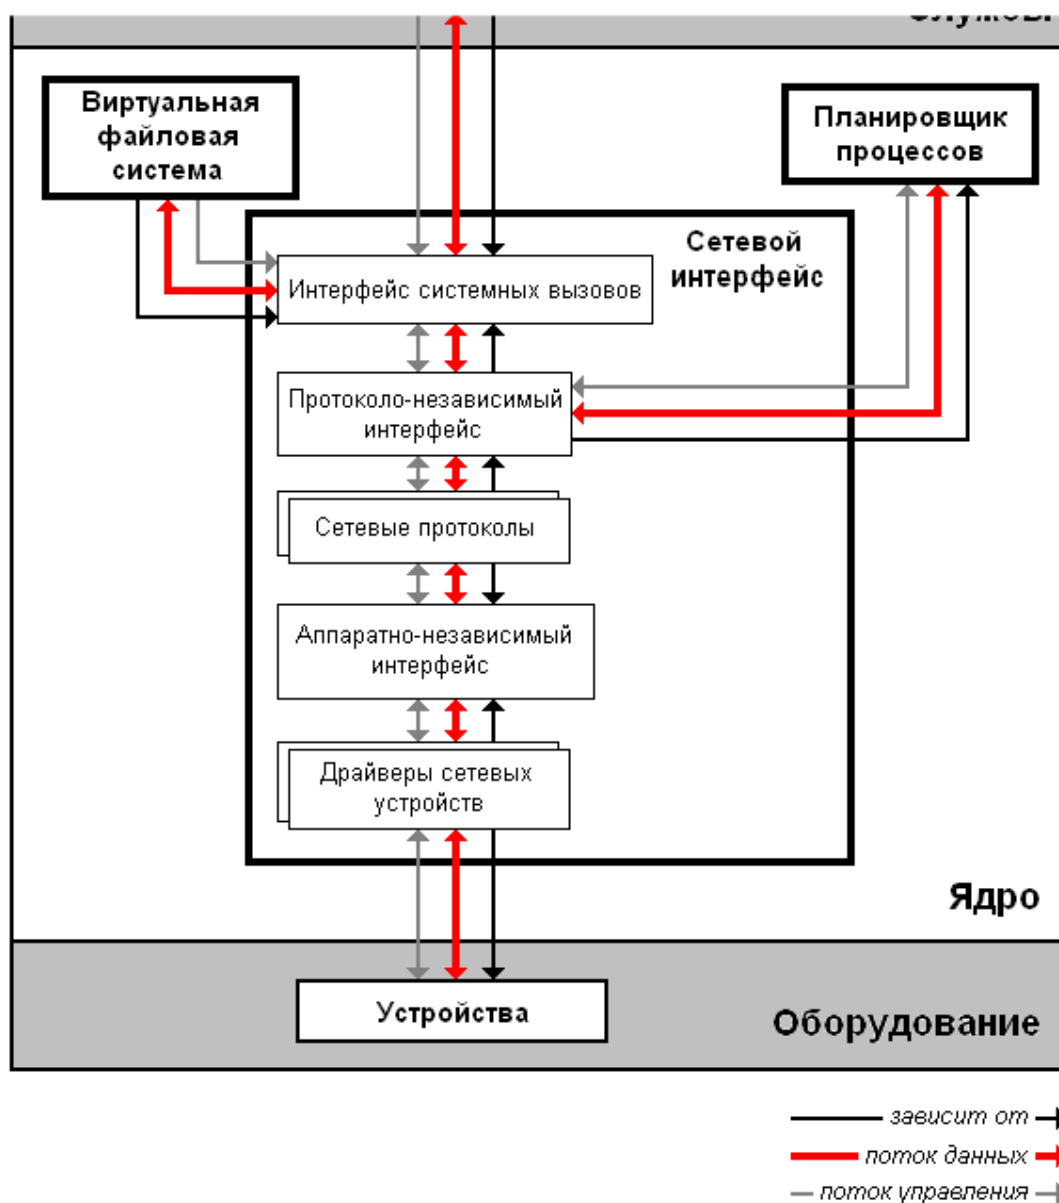 Виртуальная
файловая
система
Планировщик
процессов
Сетевой
интерфейс
Интерфейс системных вызовов
Протоколо-независимый
интерфейс
Сетевые протоколы
Аппаратно-независимый
интерфейс
Драйверы сетевых
устройств
Ядро
Устройства
Оборудование
зависит от
поток данных
поток управления